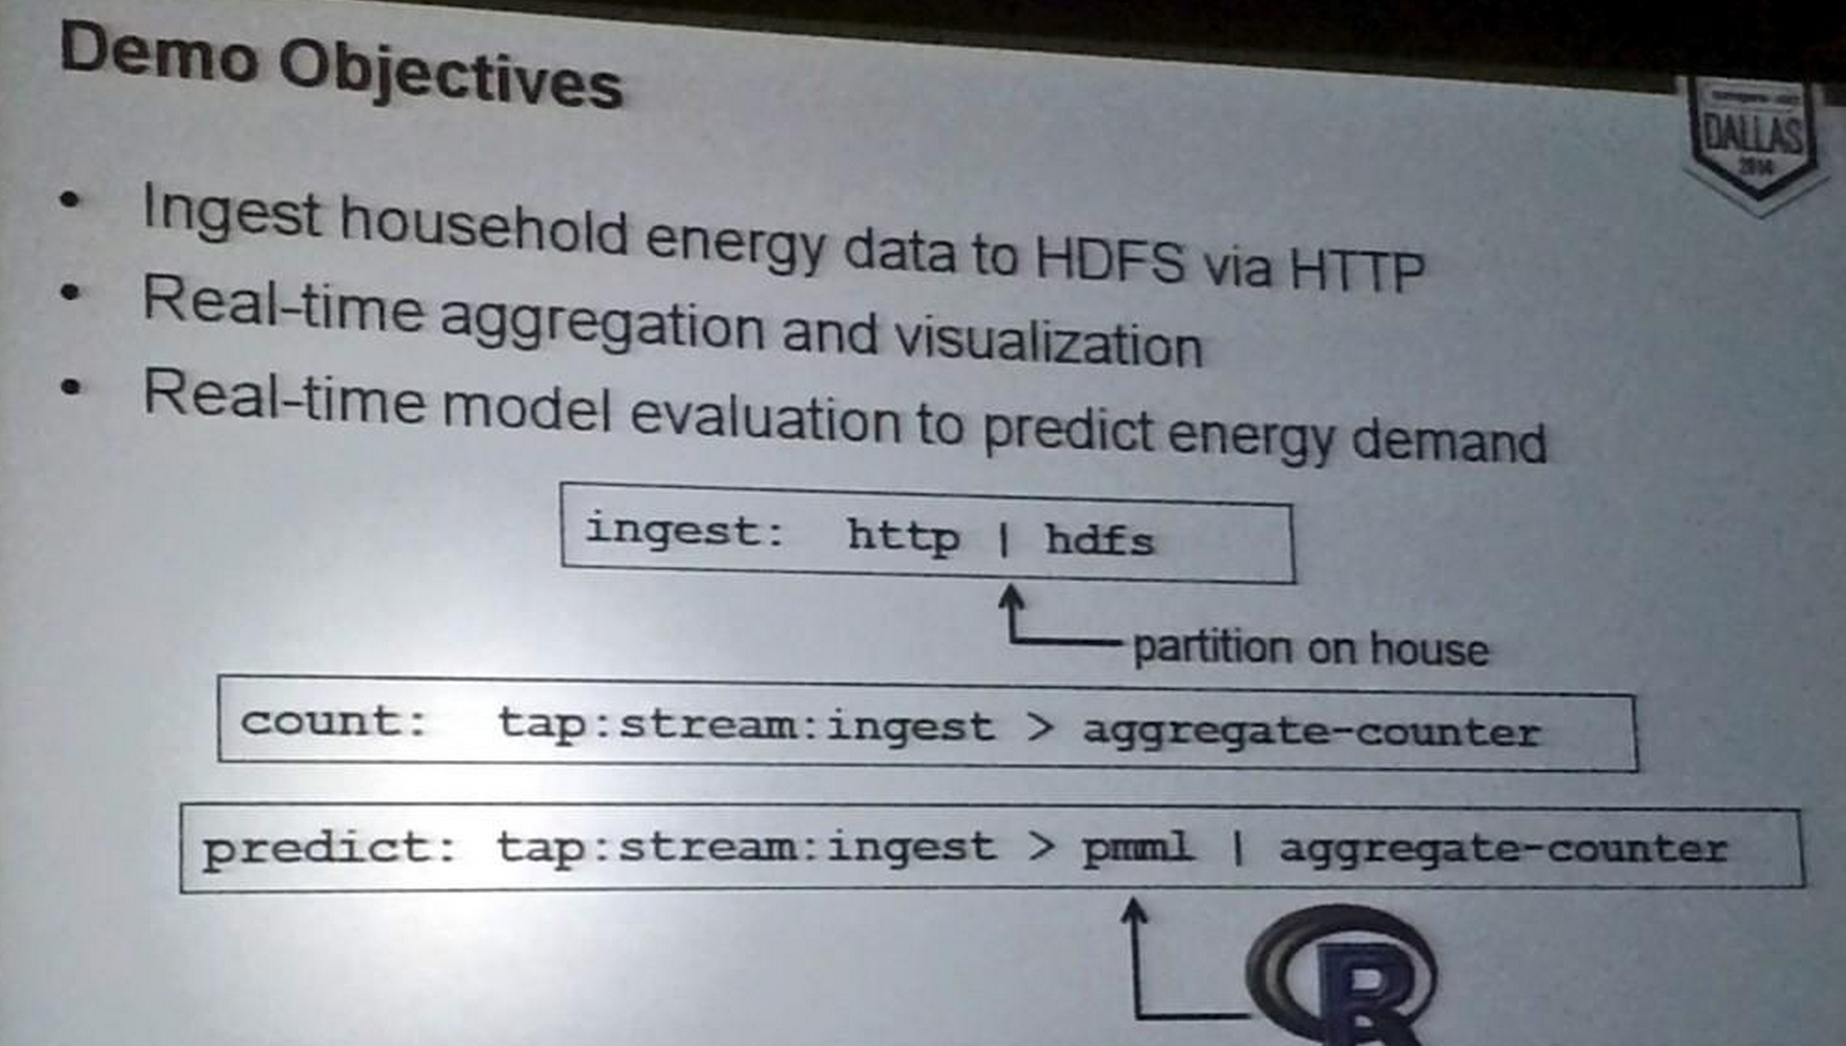 Demo Objectives
DALLAS
2014
• Ingest household energy data to HDFS via HTTP
• Real-time aggregation and visualization
• Real-time model evaluation to predict energy demand
ingest: http | hdfs
partition on house
count: tap:stream:ingest > aggregate-counter
predict: tap:stream:ingest > pmml | aggregate-counter
R